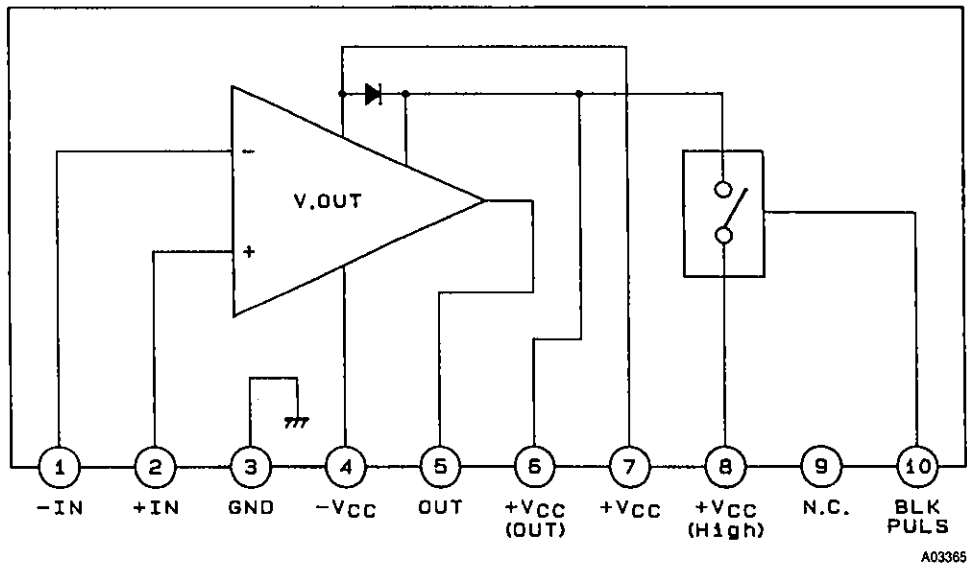 −
V.OUT
+
1 2 3 4 5 6 7 8 9 10
−IN +IN GND −VCC OUT +VCC (OUT) +VCC +VCC (High) N.C. BLK PULS
A03365